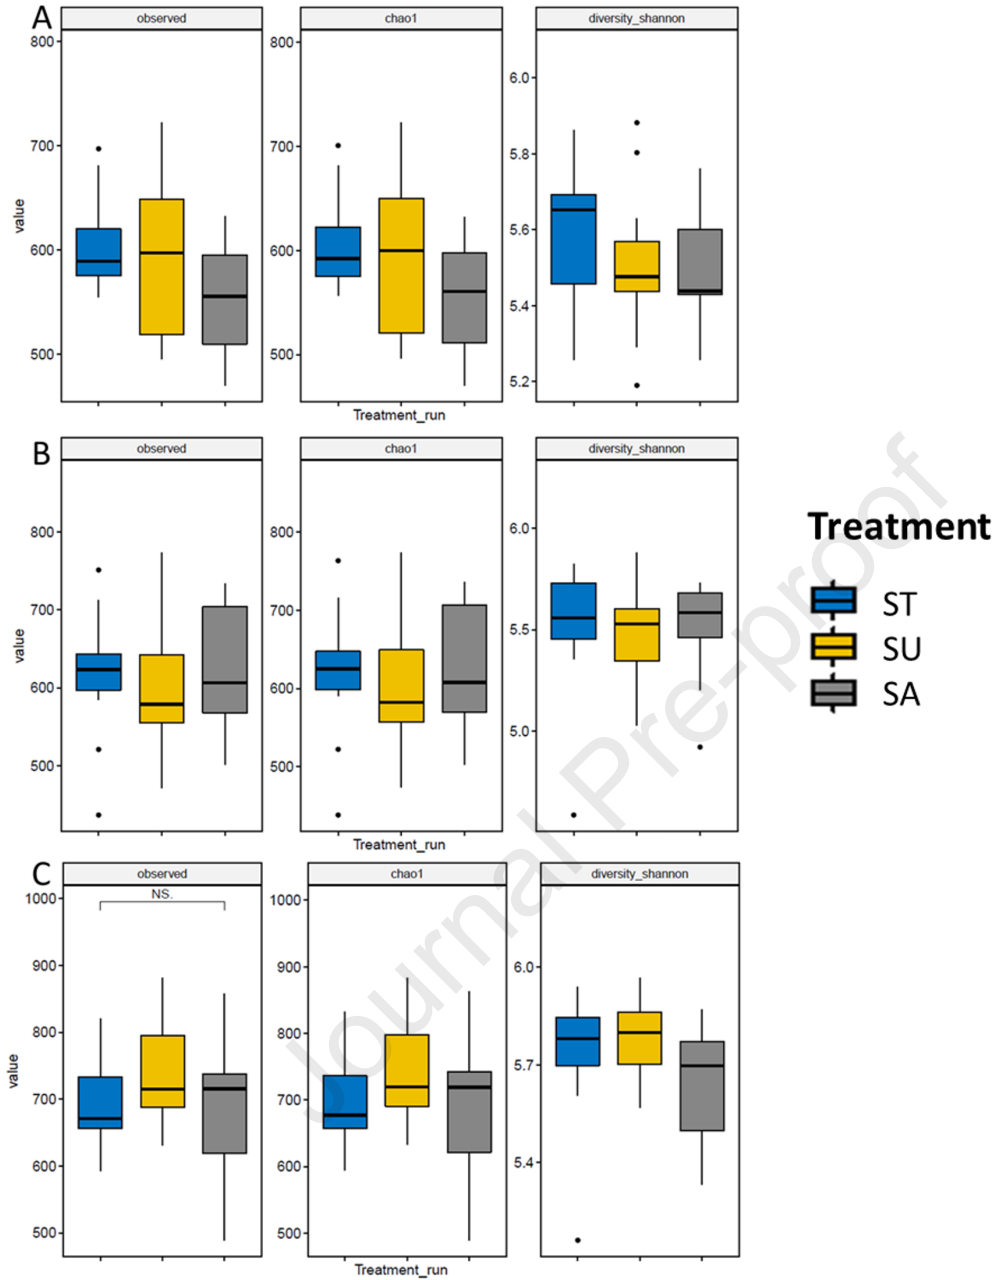 A
observed
chao1
diversity_shannon
value
800
700
600
500
800
700
600
500
6.0
5.8
5.6
5.4
5.2
Treatment_run
B
observed
chao1
diversity_shannon
value
800
700
600
500
800
700
600
500
6.0
5.5
5.0
Treatment_run
C
observed
chao1
diversity_shannon
NS.
value
1000
900
800
700
600
500
1000
900
800
700
600
500
6.0
5.7
5.4
Treatment_run
Treatment
ST
SU
SA
Journal Pre-proof